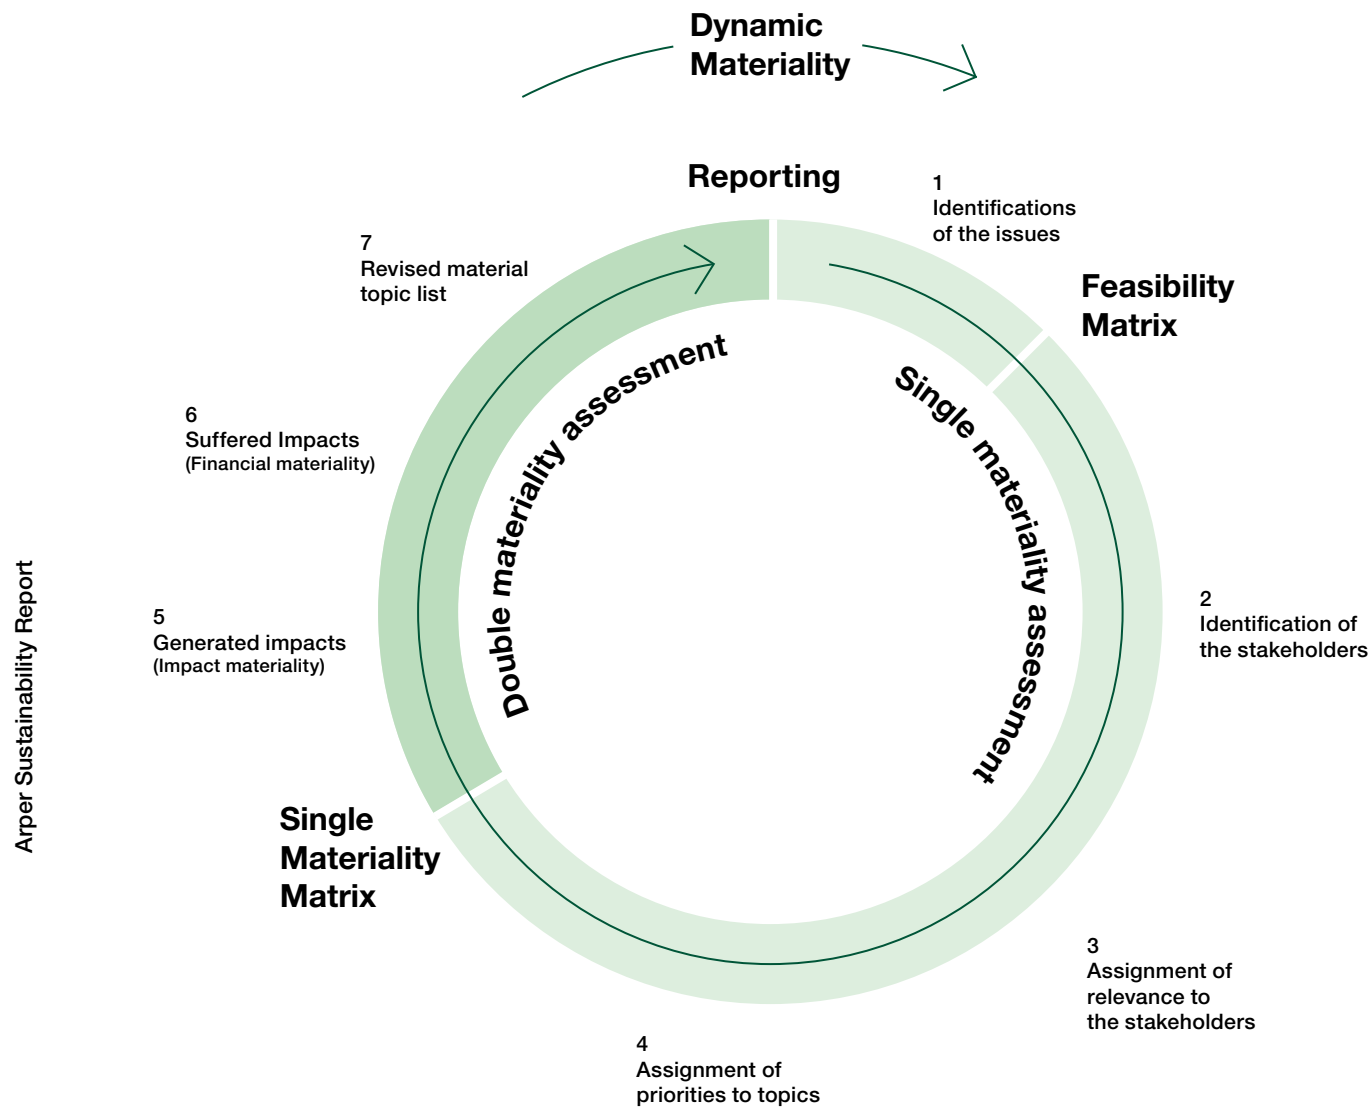 Dynamic
Materiality
Reporting
1
Identifications
of the issues
Feasibility
Matrix
2
Identification of
the stakeholders
3
Assignment of
relevance to
the stakeholders
4
Assignment of
priorities to topics
Single
Materiality
Matrix
5
Generated impacts
(Impact materiality)
6
Suffered Impacts
(Financial materiality)
7
Revised material
topic list
Single materiality assessment
Double materiality assessment
Arper Sustainability Report